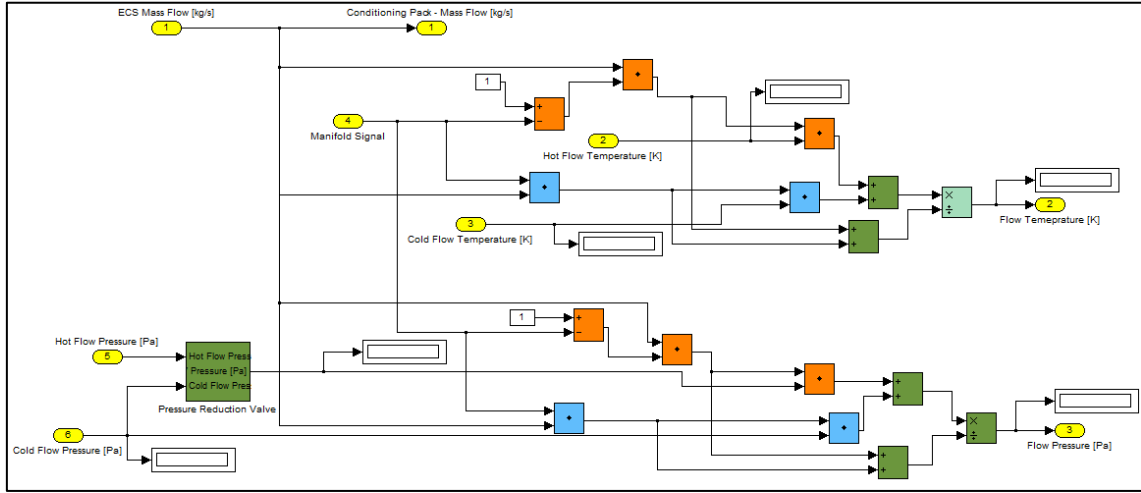 ECS Mass Flow [kg/s]
Conditioning Pack - Mass Flow [kg/s]
1
1
1
4
Manifold Signal
2
Hot Flow Temperature [K]
3
Cold Flow Temperature [K]
2
Flow Temeprature [K]
1
Hot Flow Pressure [Pa]
5
Hot Flow Press
Pressure [Pa]
Cold Flow Pres
Pressure Reduction Valve
6
Cold Flow Pressure [Pa]
3
Flow Pressure [Pa]